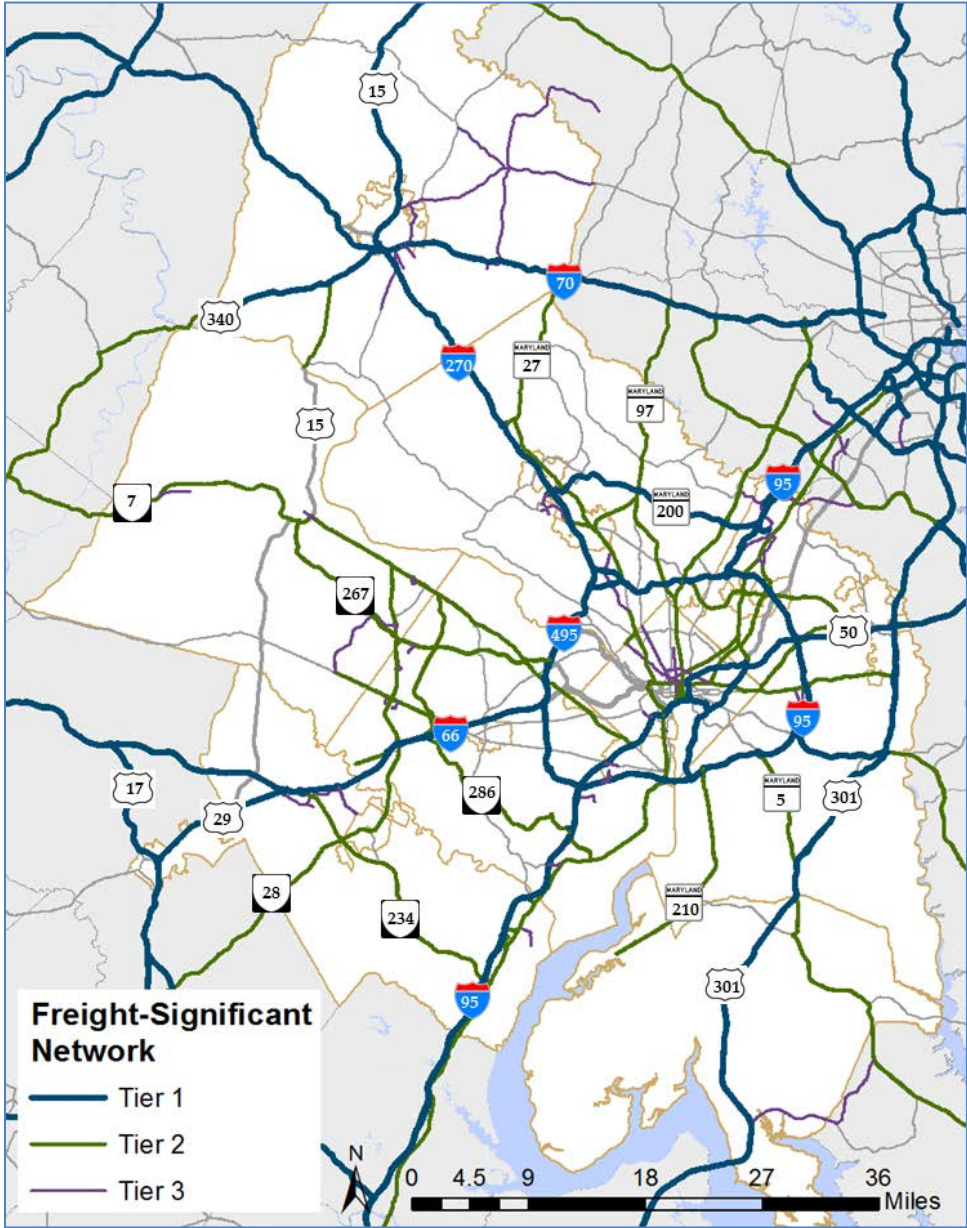 15
70
340
MARYLAND
27
270
MARYLAND
97
15
95
7
MARYLAND
200
267
495
50
95
66
17
29
286
MARYLAND
5
301
28
234
MARYLAND
210
301
95
Freight-Significant
Network
Tier 1
Tier 2
Tier 3
N
0 4.5 9 18 27 36
Miles